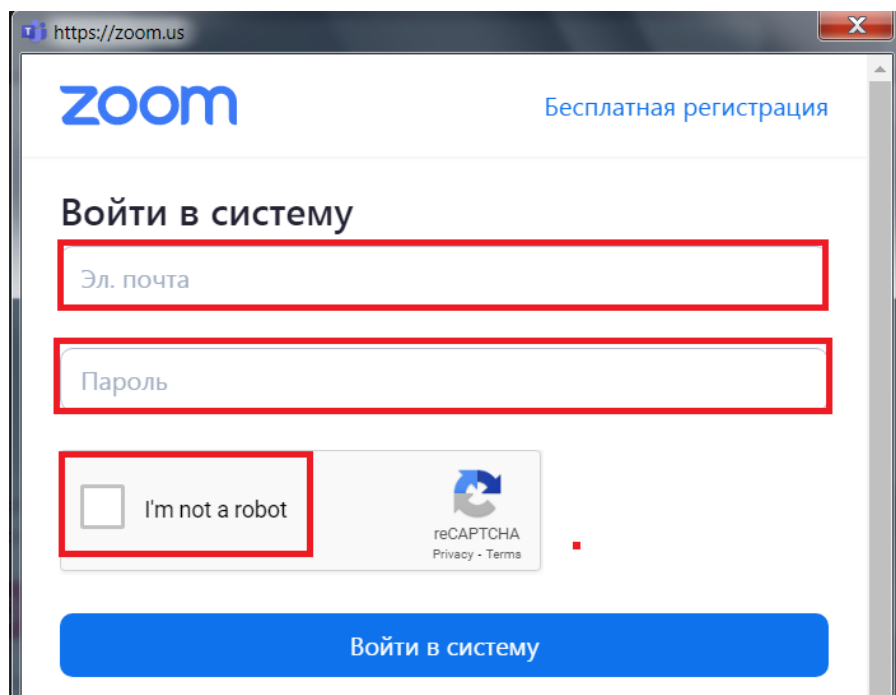 https://zoom.us
X
zoom
Бесплатная регистрация
Войти в систему
Эл. почта
Пароль
I'm not a robot
reCAPTCHA
Privacy - Terms
Войти в систему